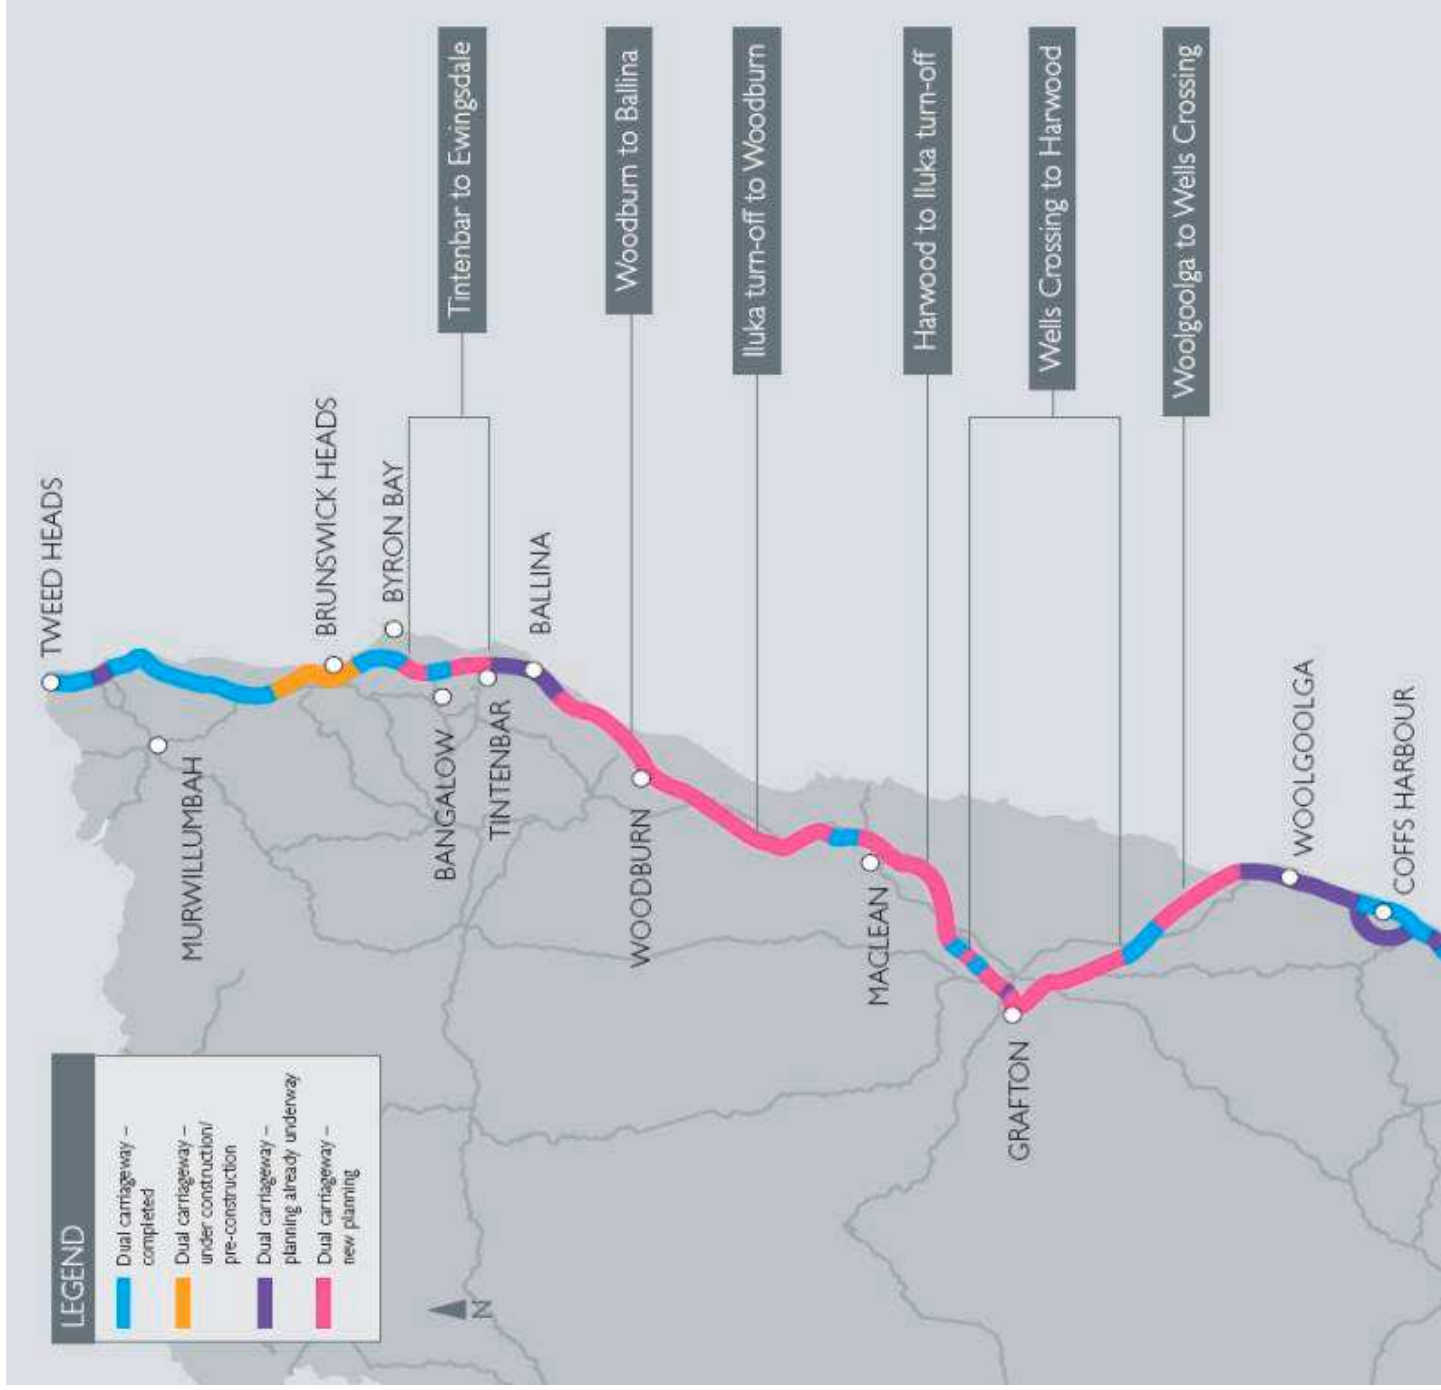 TWEED HEADS
BRUNSWICK HEADS
BYRON BAY
BALLINA
MURWILLUMBAH
BANGALOW
TINTENBAR
WOODBURN
MACLEAN
GRAFTON
WOOLGOOLGA
COFFS HARBOUR
Tintenbar to Ewingsdale
Woodburn to Ballina
Iluka turn-off to Woodburn
Harwood to Iluka turn-off
Wells Crossing to Harwood
Woolgoolga to Wells Crossing
LEGEND
Dual carriageway –
completed
Dual carriageway –
under construction/
pre-construction
Dual carriageway –
planning already underway
Dual carriageway –
new planning
N